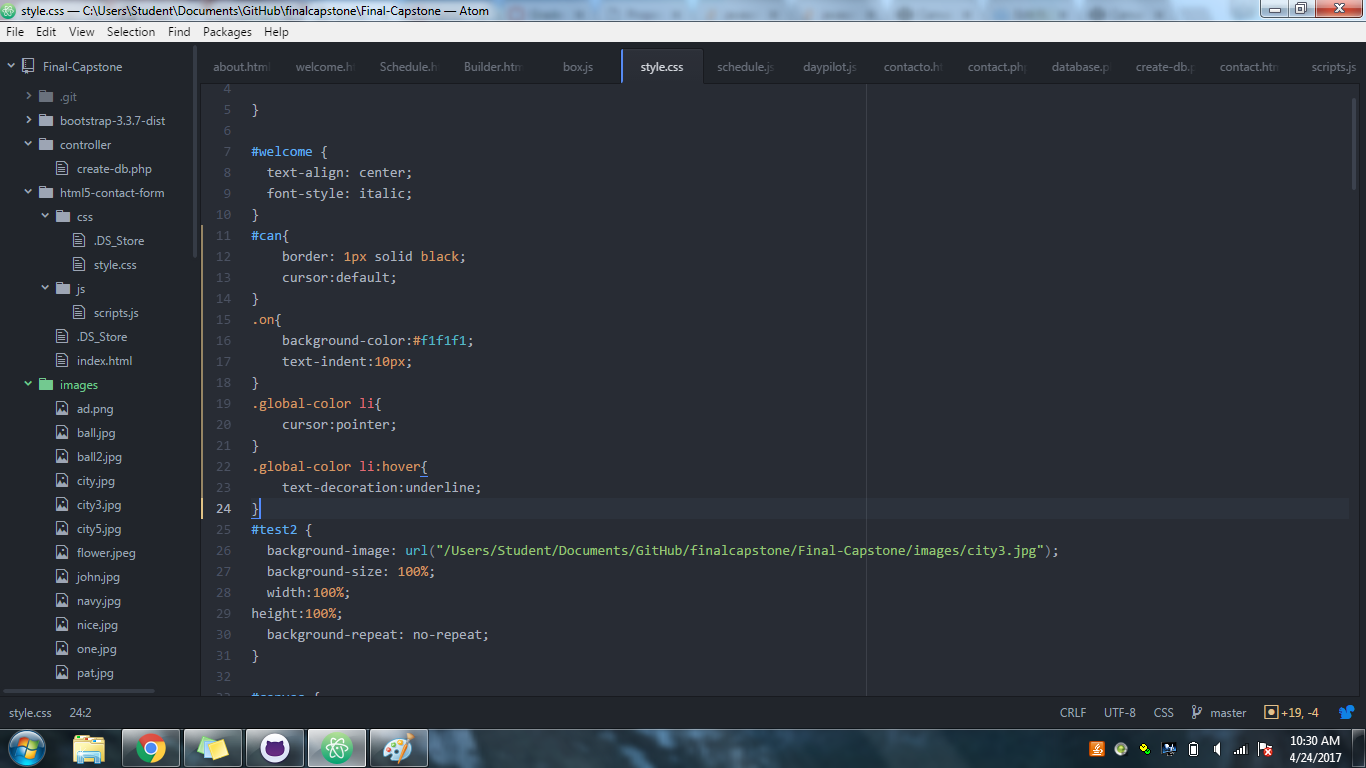 style.css — C:\Users\Student\Documents\GitHub\finalcapstone\Final-Capstone — Atom
File Edit View Selection Find Packages Help
Final-Capstone
.git
bootstrap-3.3.7-dist
controller
create-db.php
html5-contact-form
css
.DS_Store
style.css
js
scripts.js
.DS_Store
index.html
images
ad.png
ball.jpg
ball2.jpg
city.jpg
city3.jpg
city5.jpg
flower.jpeg
john.jpg
navy.jpg
nice.jpg
one.jpg
pat.jpg
about.html welcome.h Schedule.h Builder.htm box.js style.css schedule.js daypilot.js contacto.h contact.php database.p create-db.p contact.htm scripts.js
4
5 }
6
7 #welcome {
8 text-align: center;
9 font-style: italic;
10 }
11 #can{
12 border: 1px solid black;
13 cursor:default;
14 }
15 .on{
16 background-color:#f1f1f1;
17 text-indent:10px;
18 }
19 .global-color li{
20 cursor:pointer;
21 }
22 .global-color li:hover{
23 text-decoration:underline;
24 }
25 #test2 {
26 background-image: url("/Users/Student/Documents/GitHub/finalcapstone/Final-Capstone/images/city3.jpg");
27 background-size: 100%;
28 width:100%;
29 height:100%;
30 background-repeat: no-repeat;
31 }
32
style.css 24:2 CRLF UTF-8 CSS master +19, -4
10:30 AM
4/24/2017